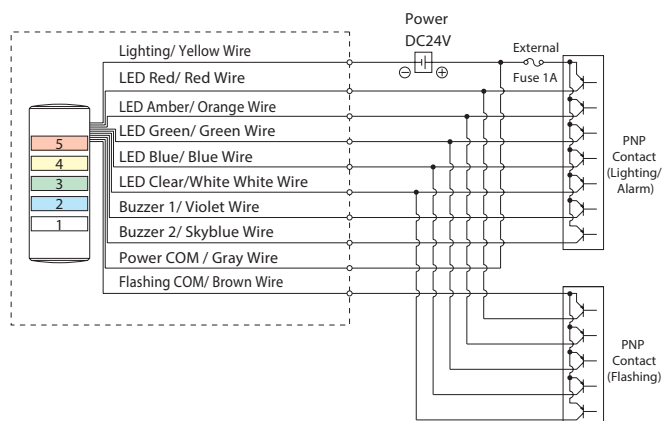 Power
DC24V
External
Fuse 1A
Lighting/ Yellow Wire
LED Red/ Red Wire
LED Amber/ Orange Wire
LED Green/ Green Wire
LED Blue/ Blue Wire
LED Clear/White White Wire
Buzzer 1/ Violet Wire
Buzzer 2/ Skyblue Wire
Power COM / Gray Wire
Flashing COM/ Brown Wire
5
4
3
2
1
PNP
Contact
(Lighting/
Alarm)
PNP
Contact
(Flashing)